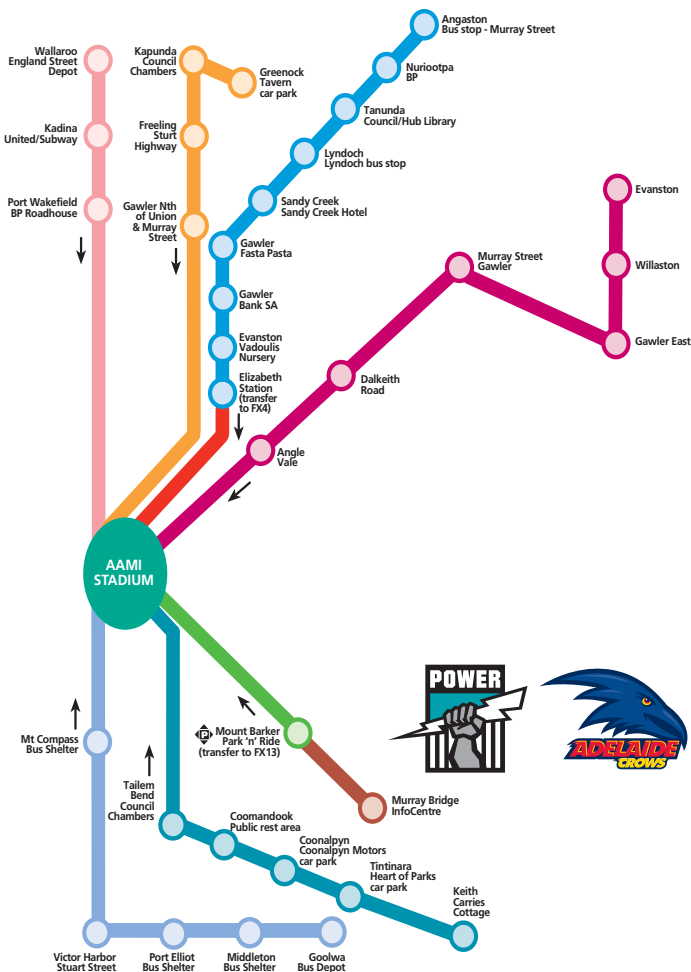 Wallaroo
England Street
Depot
Kadina
United/Subway
Port Wakefield
BP Roadhouse
Kapunda
Council
Chambers
Greenock
Tavern
car park
Freeling
Sturt
Highway
Gawler Nth
of Union
& Murray
Street
Angaston
Bus stop - Murray Street
Nuriootpa
BP
Tanunda
Council/Hub Library
Lyndoch
Lyndoch bus stop
Sandy Creek
Sandy Creek Hotel
Gawler
Fasta Pasta
Gawler
Bank SA
Evanston
Vadoulis
Nursery
Elizabeth
Station
(transfer
to FX4)
Evanston
Willaston
Gawler East
Murray Street
Gawler
Dalkeith
Road
Angle
Vale
AAMI
STADIUM
POWER
ADELAIDE
CROWS
Mt Compass
Bus Shelter
P
Mount Barker
Park 'n' Ride
(transfer to FX13)
Murray Bridge
InfoCentre
Tailem
Bend
Council
Chambers
Coomandook
Public rest area
Coonalpyn
Coonalpyn Motors
car park
Tintinara
Heart of Parks
car park
Keith
Carries
Cottage
Victor Harbor
Stuart Street
Port Elliot
Bus Shelter
Middleton
Bus Shelter
Goolwa
Bus Depot